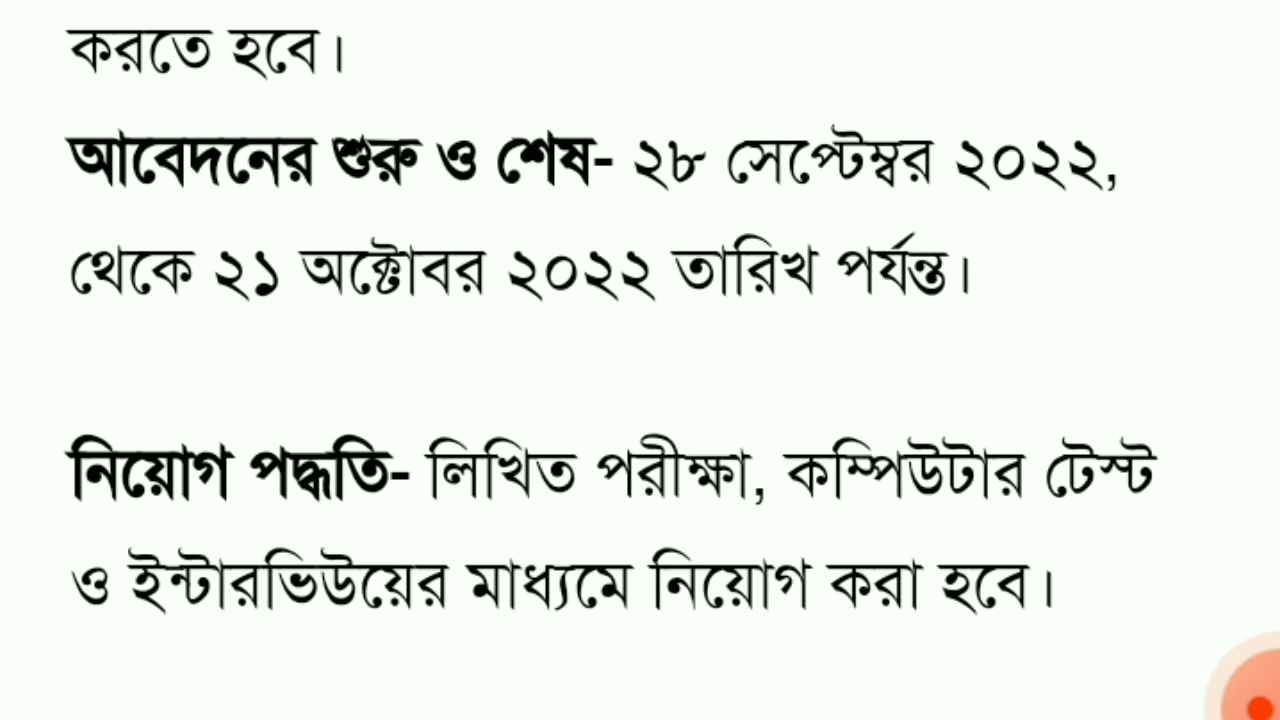 করতে হবে।
আবেদনের শুরু ও শেষ- ২৮ সেপ্টেম্বর ২০২২,
থেকে ২১ অক্টোবর ২০২২ তারিখ পর্যন্ত।
নিয়োগ পদ্ধতি- লিখিত পরীক্ষা, কম্পিউটার টেস্ট
ও ইন্টারভিউয়ের মাধ্যমে নিয়োগ করা হবে।